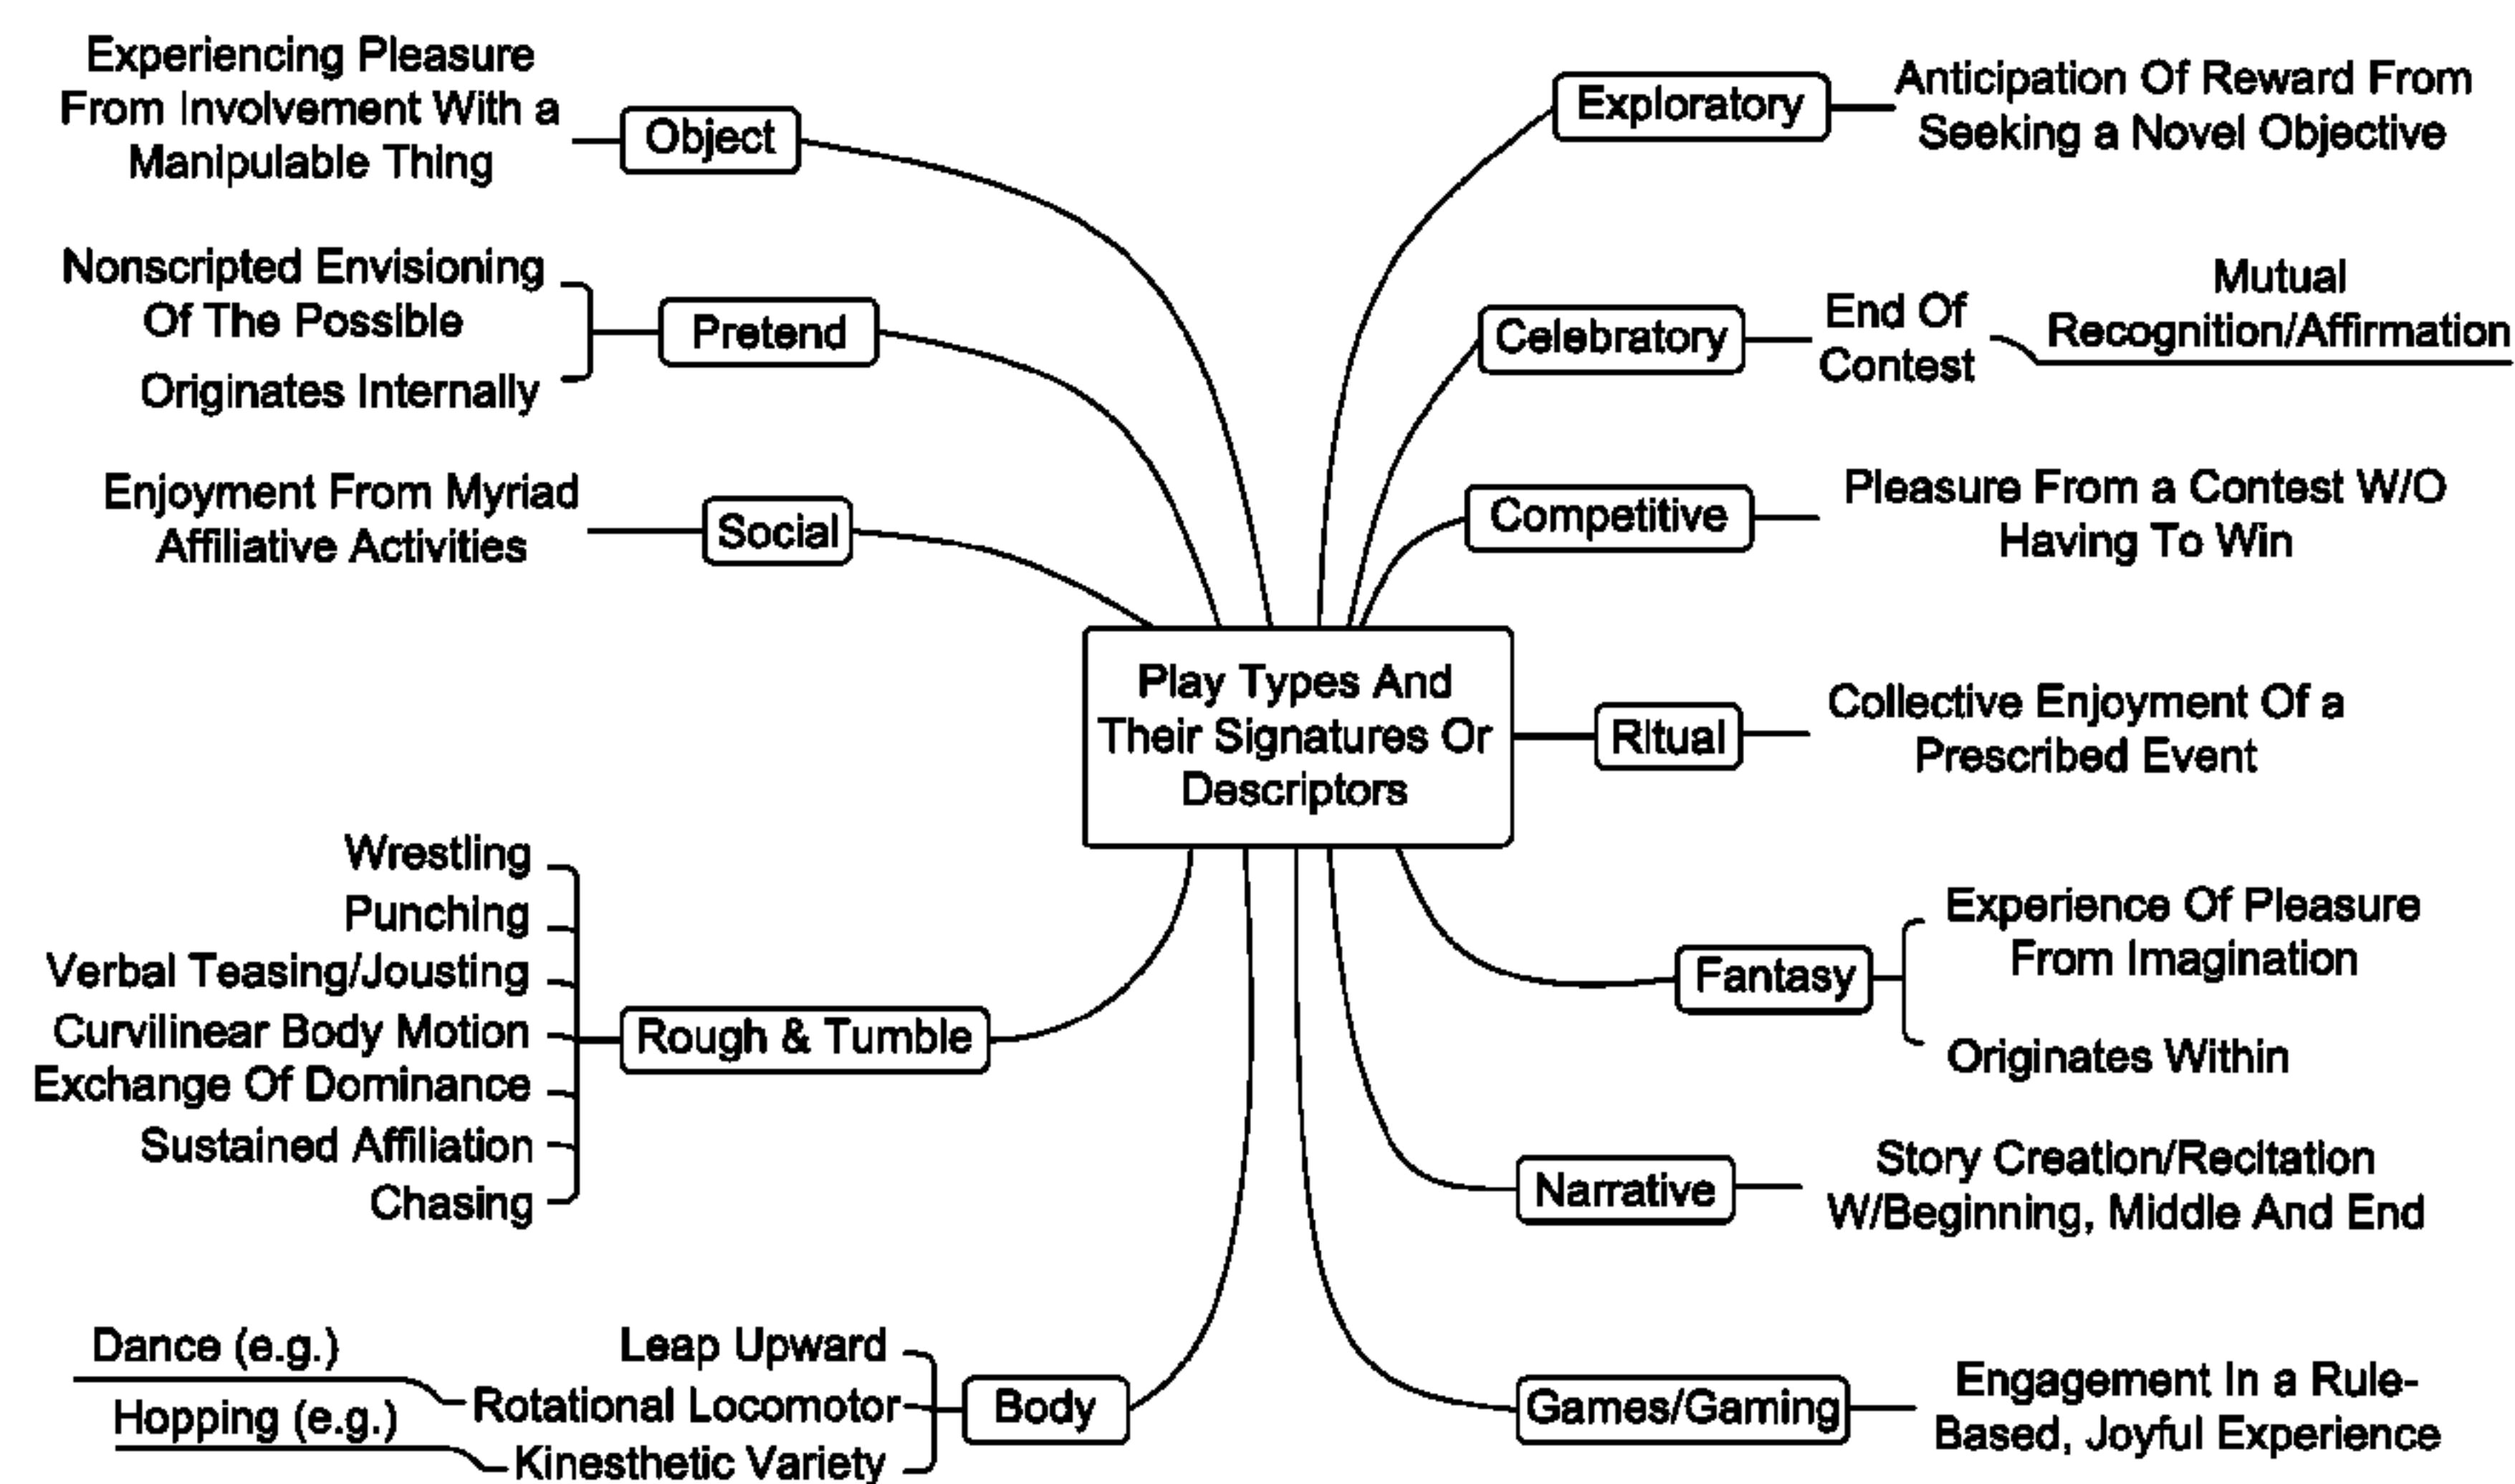 Experiencing Pleasure
From Involvement With a
Manipulable Thing
Object
Nonscripted Envisioning
Of The Possible
Originates Internally
Pretend
Enjoyment From Myriad
Affiliative Activities
Social
Exploratory
Anticipation Of Reward From
Seeking a Novel Objective
Celebratory
End Of
Contest
Mutual
Recognition/Affirmation
Competitive
Pleasure From a Contest W/O
Having To Win
Play Types And
Their Signatures Or
Descriptors
Ritual
Collective Enjoyment Of a
Prescribed Event
Wrestling
Punching
Verbal Teasing/Jousting
Curvilinear Body Motion
Exchange Of Dominance
Sustained Affiliation
Chasing
Rough & Tumble
Fantasy
Experience Of Pleasure
From Imagination
Originates Within
Narrative
Story Creation/Recitation
W/Beginning, Middle And End
Dance (e.g.)
Hopping (e.g.)
Leap Upward
Rotational Locomotor
Kinesthetic Variety
Body
Games/Gaming
Engagement In a Rule-
Based, Joyful Experience